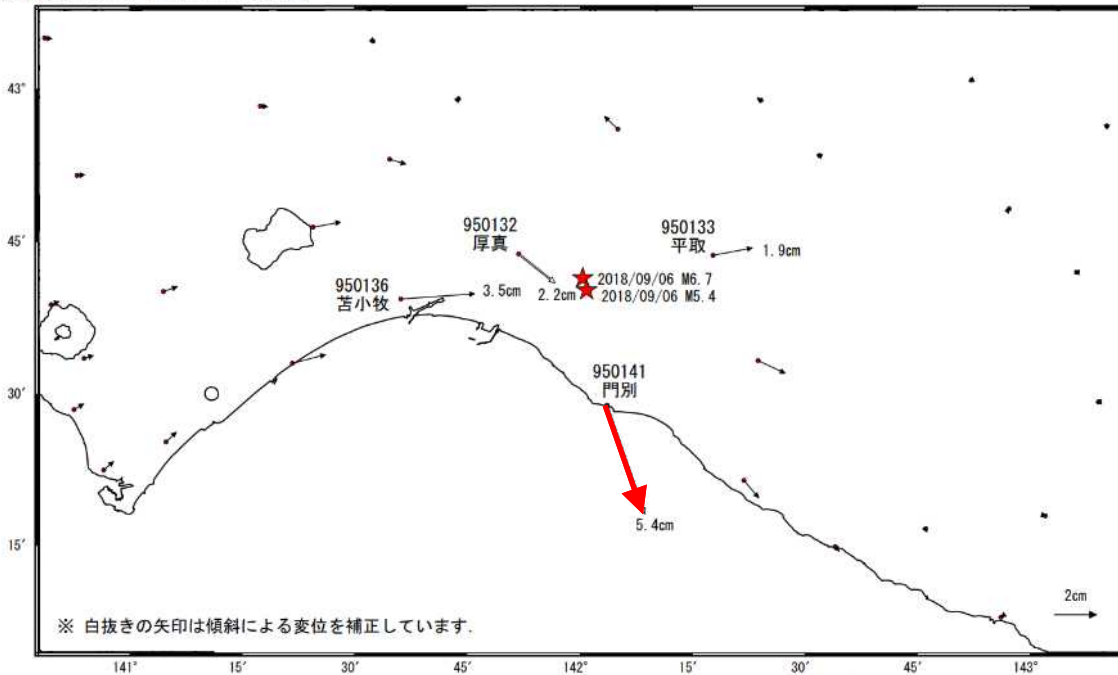 43°
950132
厚真
950133
平取
45′
1.9cm
2018/09/06 M6.7
950136
苫小牧
3.5cm
2.2cm
2018/09/06 M5.4
950141
門別
30′
5.4cm
15′
2cm
※ 白抜きの矢印は傾斜による変位を補正しています.
141°
15′
30′
45′
142°
15′
30′
45′
143°